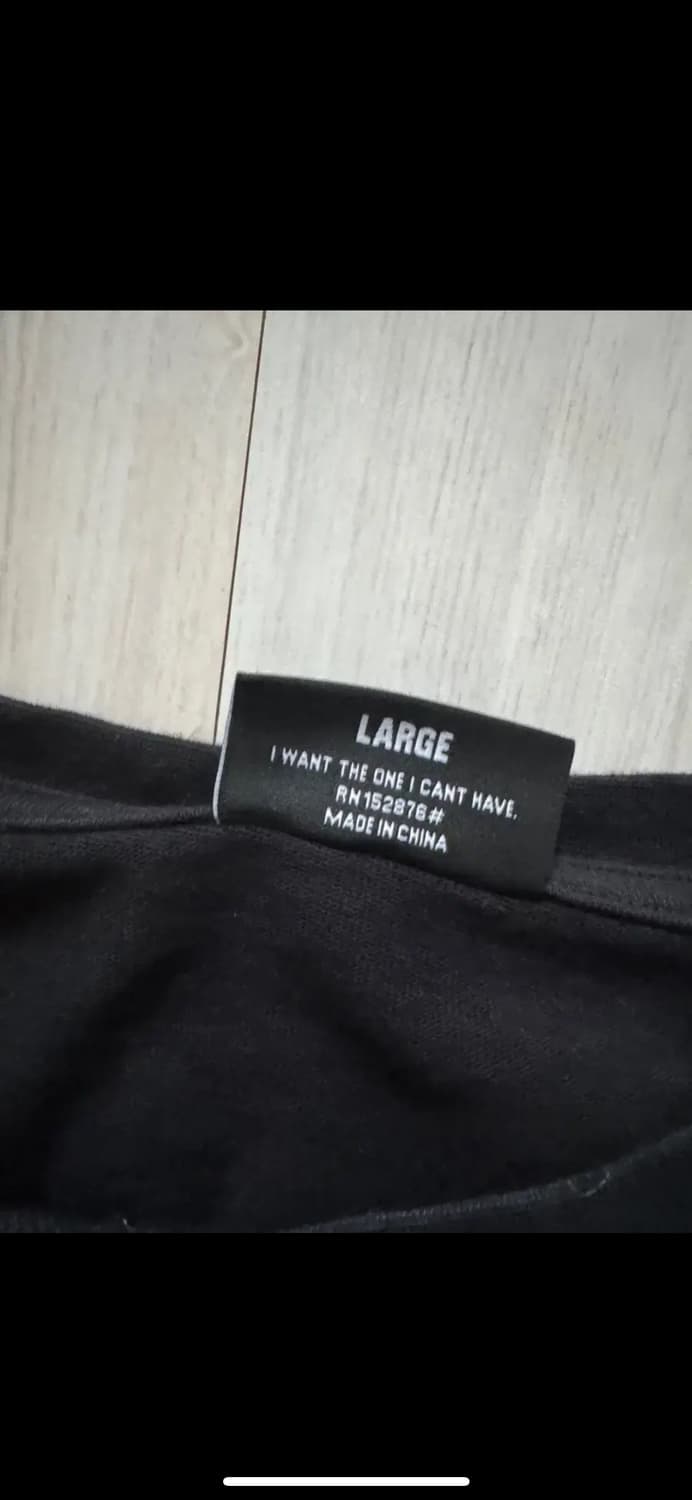 LARGE
I WANT THE ONE I CANT HAVE.
RN152876#
MADE IN CHINA